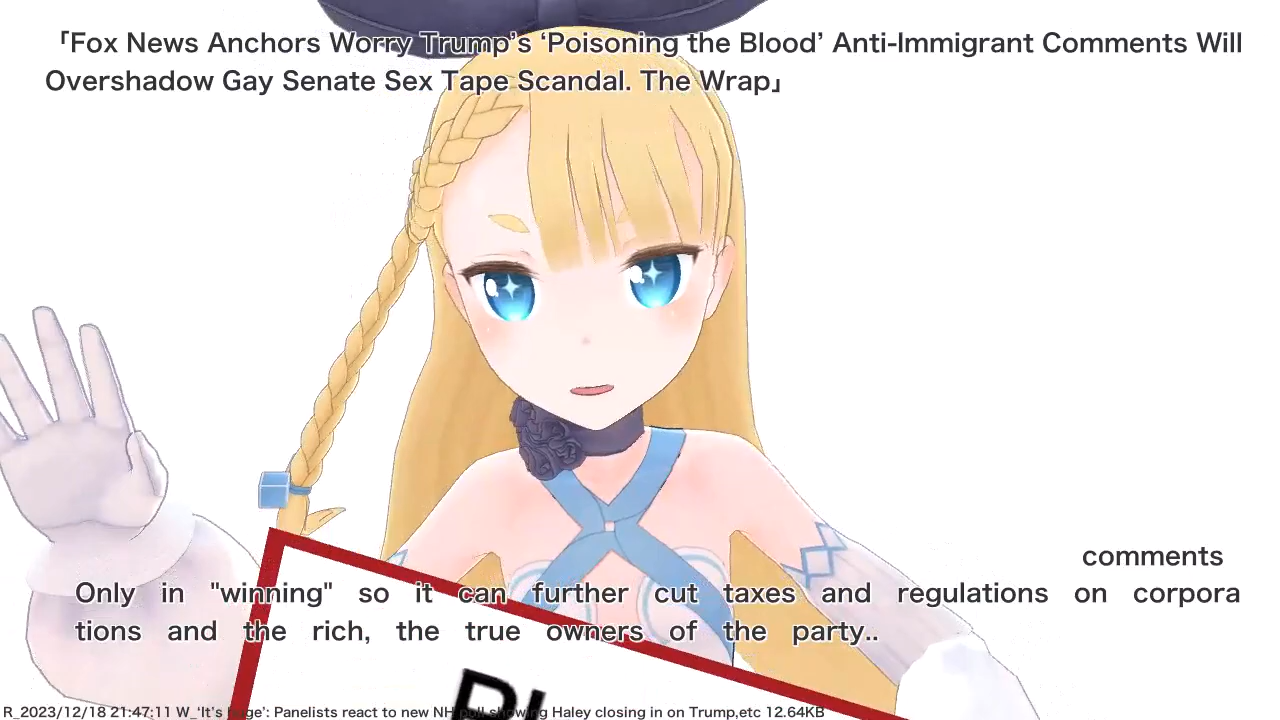 「Fox News Anchors Worry Trump's ‘Poisoning the Blood’ Anti-Immigrant Comments Will
Overshadow Gay Senate Sex Tape Scandal. The Wrap」
comments
Only in "winning" so it can further cut taxes and regulations on corpora
tions and the rich, the true owners of the party..
R_2023/12/18 21:47:11 W_‘It's huge’: Panelists react to new NH poll showing Haley closing in on Trump,etc 12.64KB